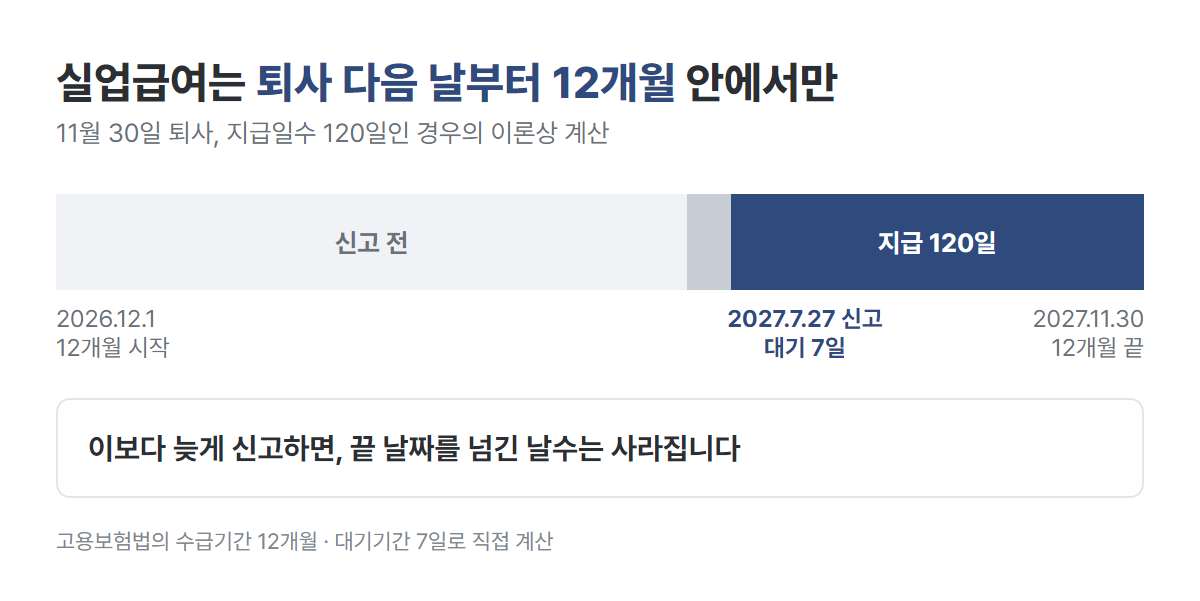 실업급여는 퇴사 다음 날부터 12개월 안에서만
11월 30일 퇴사, 지급일수 120일인 경우의 이론상 계산
신고 전
지급 120일
2026.12.1
12개월 시작
2027.7.27 신고
대기 7일
2027.11.30
12개월 끝
이보다 늦게 신고하면, 끝 날짜를 넘긴 날수는 사라집니다
고용보험법의 수급기간 12개월 · 대기기간 7일로 직접 계산